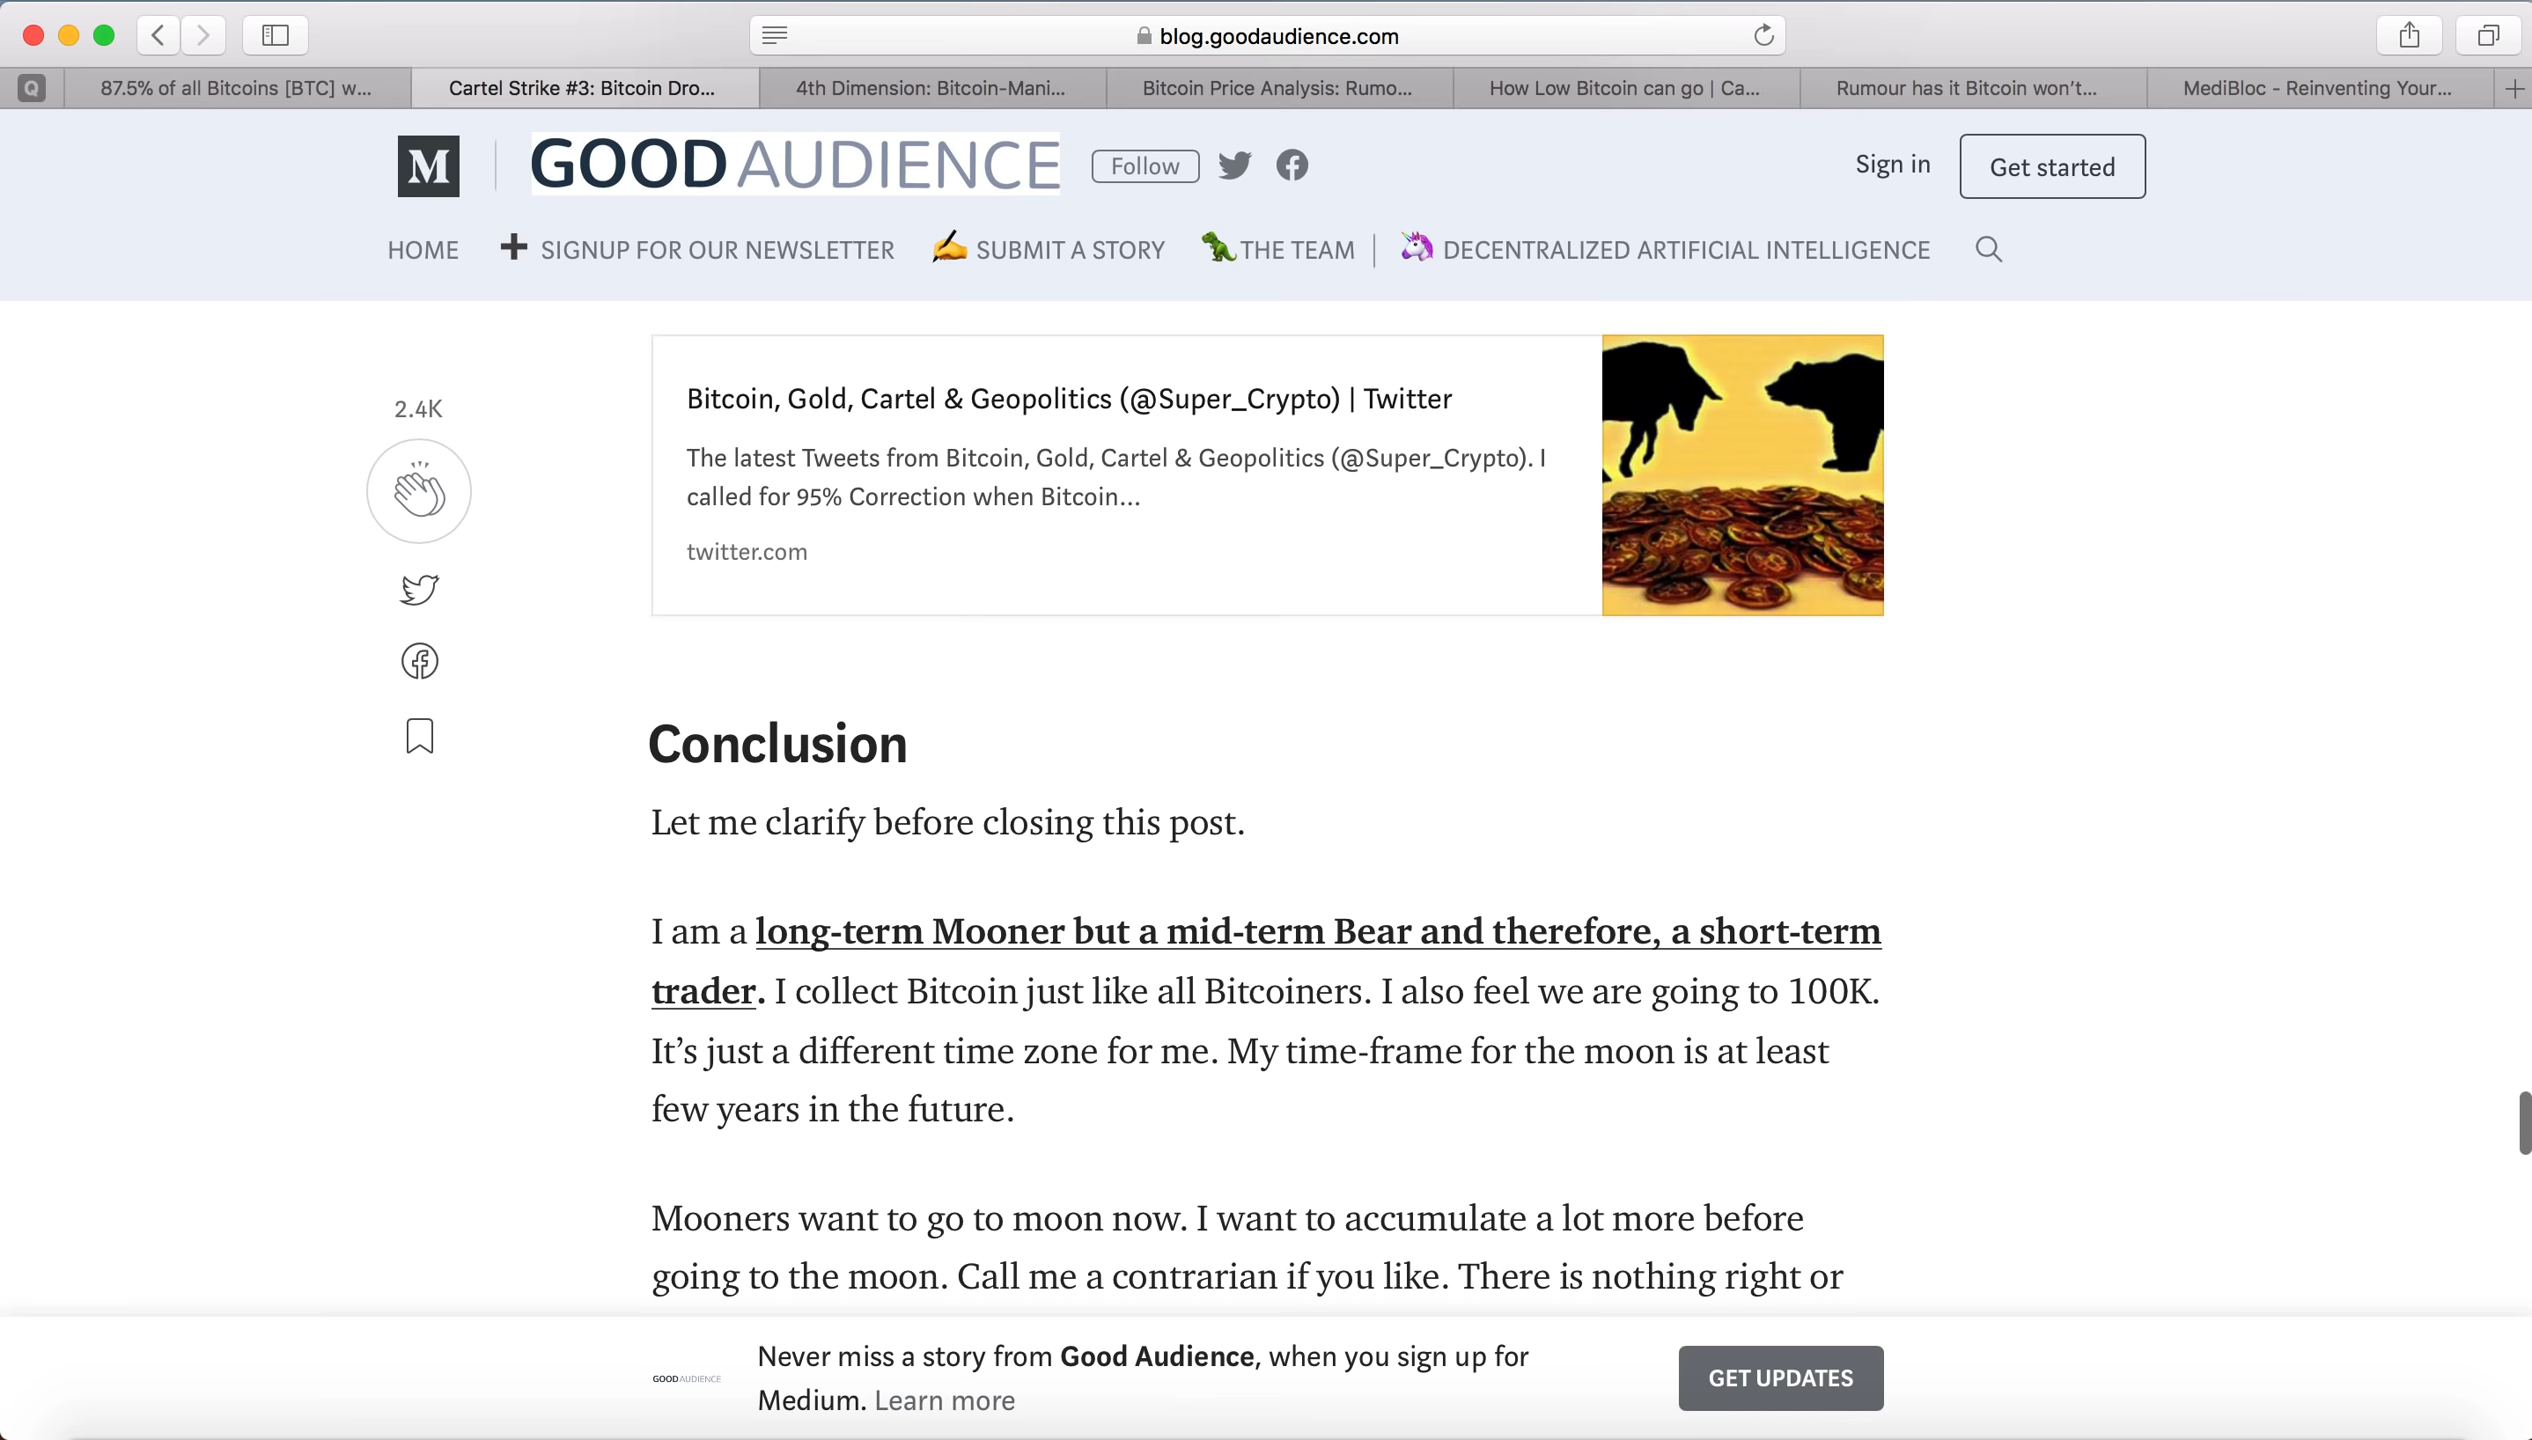 blog.goodaudience.com
Q
87.5% of all Bitcoins [BTC] w...
Cartel Strike #3: Bitcoin Dro...
4th Dimension: Bitcoin-Mani...
Bitcoin Price Analysis: Rumo...
How Low Bitcoin can go | Ca...
Rumour has it Bitcoin won't...
MediBloc - Reinventing Your...
M
GOODAUDIENCE
Follow
Sign in
Get started
HOME
SIGNUP FOR OUR NEWSLETTER
✍️ SUBMIT A STORY
🦖THE TEAM
🦄 DECENTRALIZED ARTIFICIAL INTELLIGENCE
2.4K
Bitcoin, Gold, Cartel & Geopolitics (@Super_Crypto) | Twitter
The latest Tweets from Bitcoin, Gold, Cartel & Geopolitics (@Super_Crypto). I
called for 95% Correction when Bitcoin...
twitter.com
Conclusion
Let me clarify before closing this post.
I am a long-term Mooner but a mid-term Bear and therefore, a short-term
trader. I collect Bitcoin just like all Bitcoiners. I also feel we are going to 100K.
It’s just a different time zone for me. My time-frame for the moon is at least
few years in the future.
Mooners want to go to moon now. I want to accumulate a lot more before
going to the moon. Call me a contrarian if you like. There is nothing right or
GOODAUDIENCE
Never miss a story from Good Audience, when you sign up for
Medium. Learn more
GET UPDATES